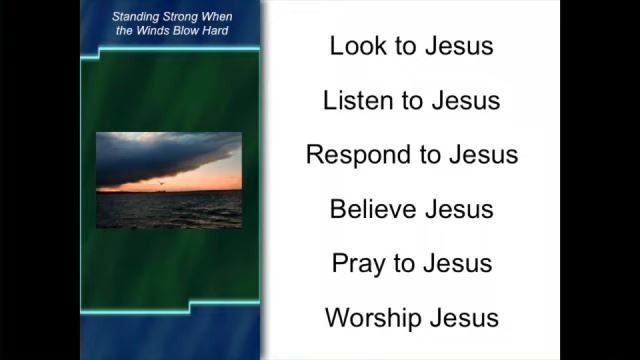 Standing Strong When
the Winds Blow Hard
Look to Jesus
Listen to Jesus
Respond to Jesus
Believe Jesus
Pray to Jesus
Worship Jesus